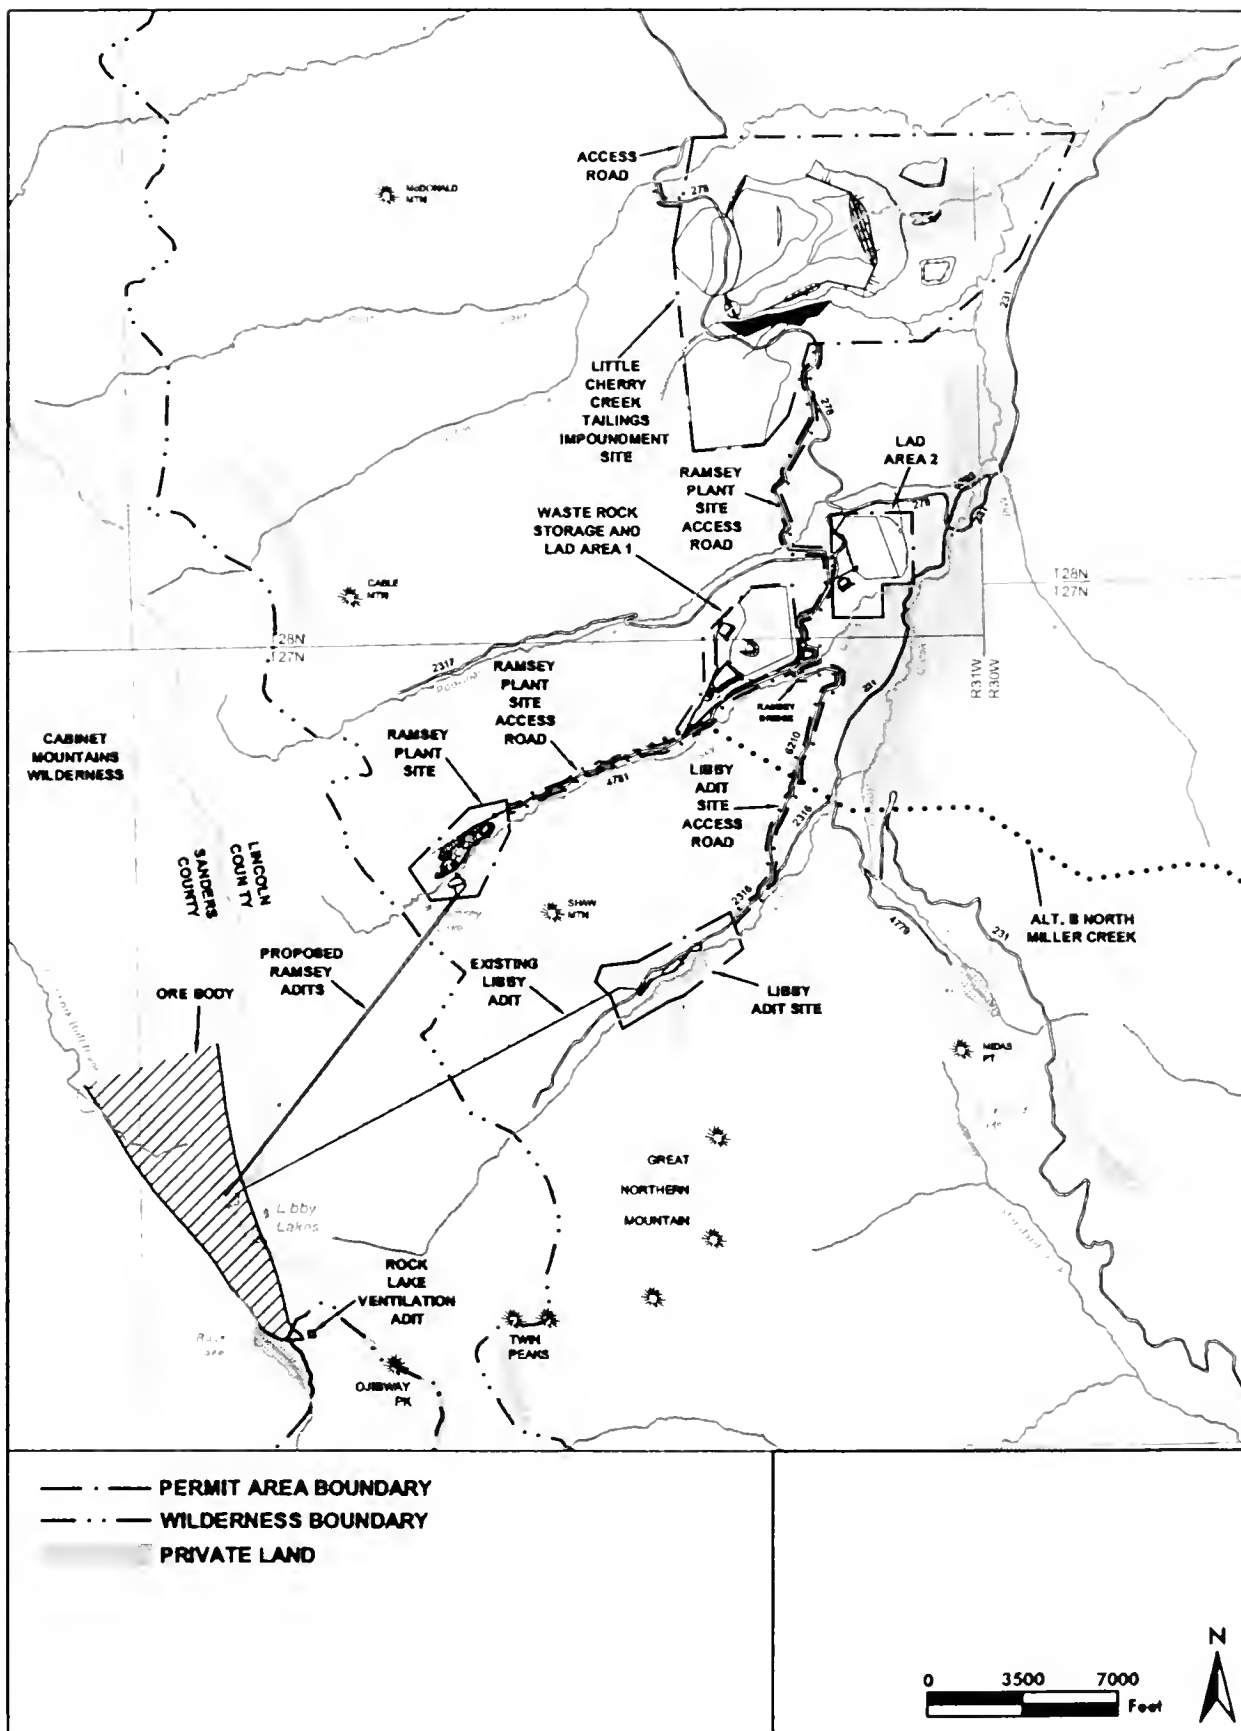 ACCESS
ROAD
278
McDONALD
MTN
231
LITTLE
CHERRY
CREEK
TAILINGS
IMPOUNDMENT
SITE
278
LAD
AREA 2
RAMSEY
PLANT
SITE
ACCESS
ROAD
278
231
WASTE ROCK
STORAGE AND
LAD AREA 1
T28N
T27N
CABLE
MTN
T28N
T27N
2317
R31W
R30W
RAMSEY
PLANT
SITE
ACCESS
ROAD
231
RAMSEY
BRIDGE
CABINET
MOUNTAINS
WILDERNESS
RAMSEY
PLANT
SITE
6210
4781
LIBBY
ADIT
SITE
ACCESS
ROAD
2316
LINCOLN
COUNTY
SANDERS
COUNTY
2316
SHAW
MTN
4779
231
ALT. B NORTH
MILLER CREEK
PROPOSED
RAMSEY
ADITS
EXISTING
LIBBY
ADIT
ORE BODY
LIBBY
ADIT SITE
MIDAS
PT
GREAT
NORTHERN
MOUNTAIN
Libby
Lakes
ROCK
LAKE
VENTILATION
ADIT
TWIN
PEAKS
OJIBWAY
PK
PERMIT AREA BOUNDARY
WILDERNESS BOUNDARY
PRIVATE LAND
N
0 3500 7000
Feet